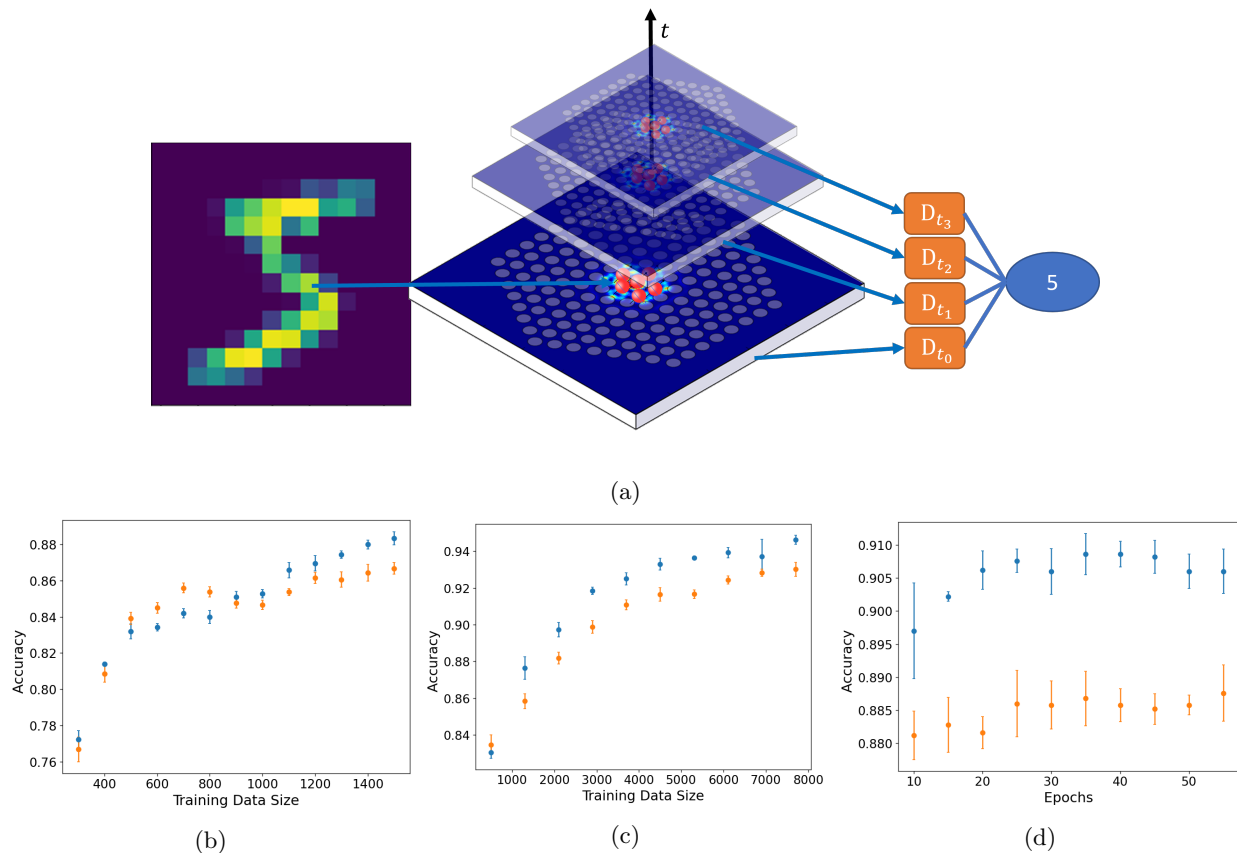 t
D_{t_3}
D_{t_2}
D_{t_1}
D_{t_0}
5
(a)
0.88
0.86
0.84
0.82
0.80
0.78
0.76
Accuracy
400 600 800 1000 1200 1400
Training Data Size
(b)
0.94
0.92
0.90
0.88
0.86
0.84
Accuracy
1000 2000 3000 4000 5000 6000 7000 8000
Training Data Size
(c)
0.910
0.905
0.900
0.895
0.890
0.885
0.880
Accuracy
10 20 30 40 50
Epochs
(d)